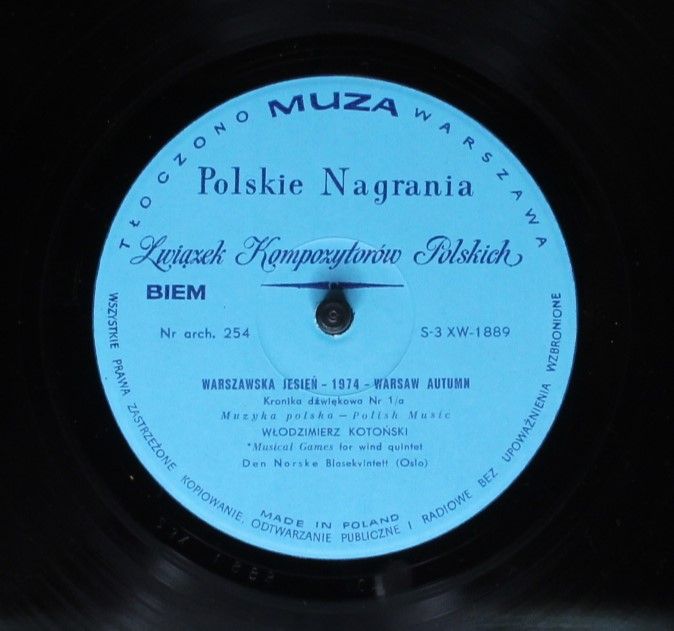 TŁOCZONO MUZA WARSZAWA
Polskie Nagrania
Związek Kompozytorów Polskich
BIEM
Nr arch. 254
S-3 XW-1889
WARSZAWSKA JESIEŃ - 1974 - WARSAW AUTUMN
Kronika dźwiękowa Nr 1/a
Muzyka polska — Polish Music
WŁODZIMIERZ KOTOŃSKI
*Musical Games for wind quintet
Den Norske Blasekvintett (Oslo)
MADE IN POLAND
WSZYSTKIE PRAWA ZASTRZEŻONE KOPIOWANIE, ODTWARZANIE PUBLICZNE I RADIOWE BEZ UPOWAŻNIENIA WZBRONIONE